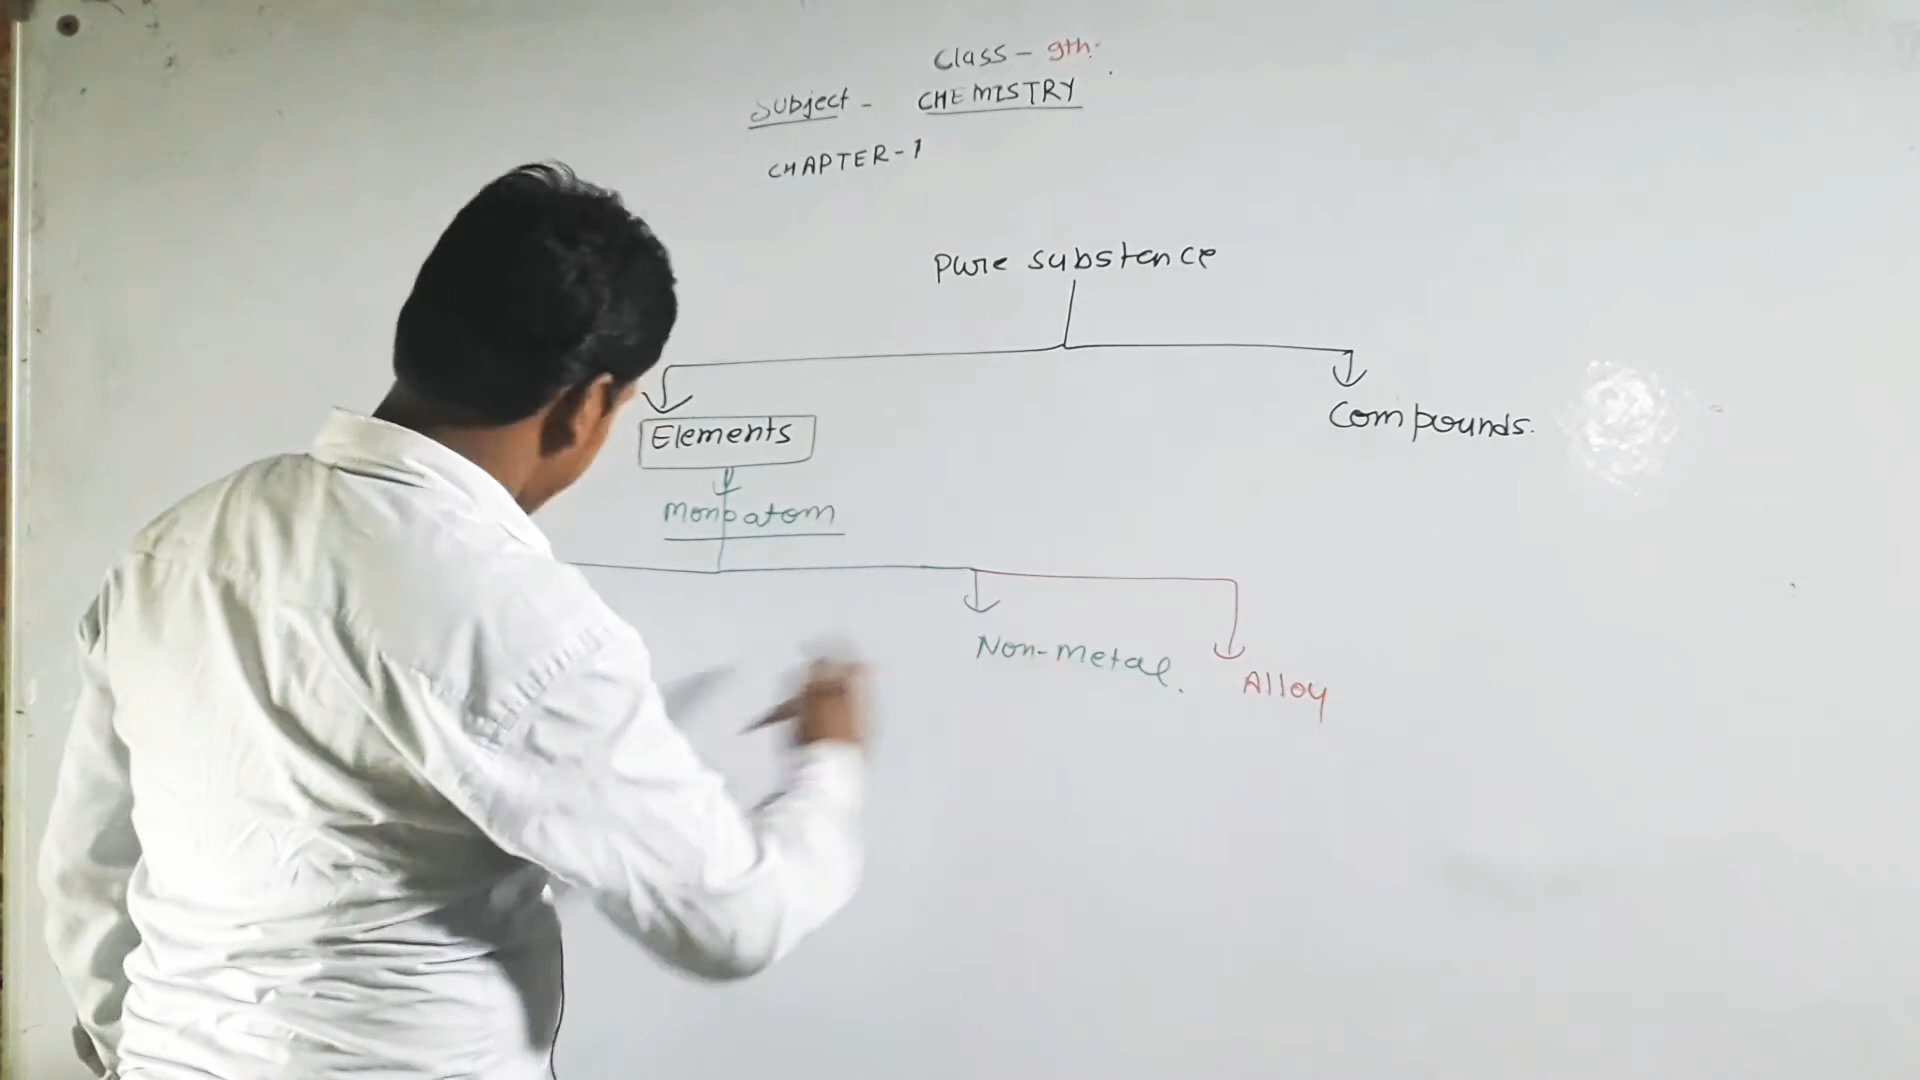 Class - 9th.
Subject - CHEMISTRY
CHAPTER-1
Pure substance
Elements
Compounds.
Monoatom
Non-metal.
Alloy